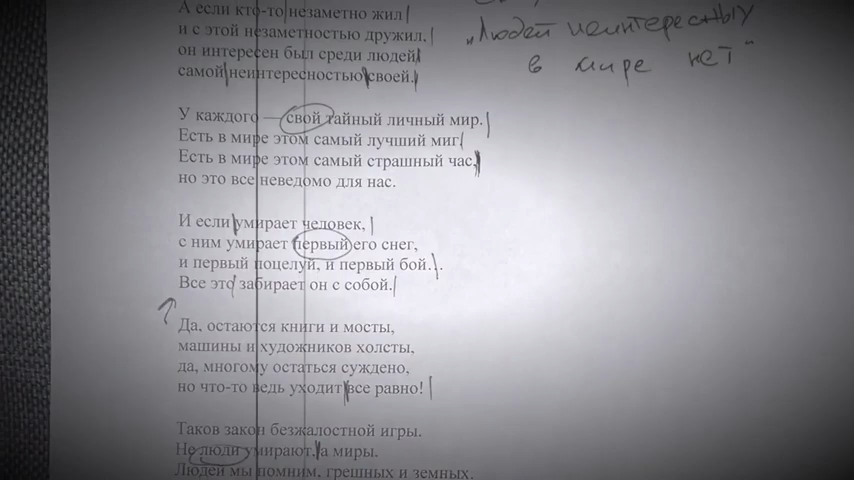 А если кто-то незаметно жил
и с этой незаметностью дружил,
он интересен был среди людей
самой неинтересностью своей.
"Людей неинтересных
в мире нет"
У каждого — свой тайный личный мир.
Есть в мире этом самый лучший миг.
Есть в мире этом самый страшный час,
но это все неведомо для нас.
И если умирает человек,
с ним умирает первый его снег,
и первый поцелуй, и первый бой..
Все это забирает он с собой.
Да, остаются книги и мосты,
машины и художников холсты,
да, многому остаться суждено,
но что-то ведь уходит все равно!
Таков закон безжалостной игры.
Не люди умирают, а миры.
Людей мы помним, грешных и земных.